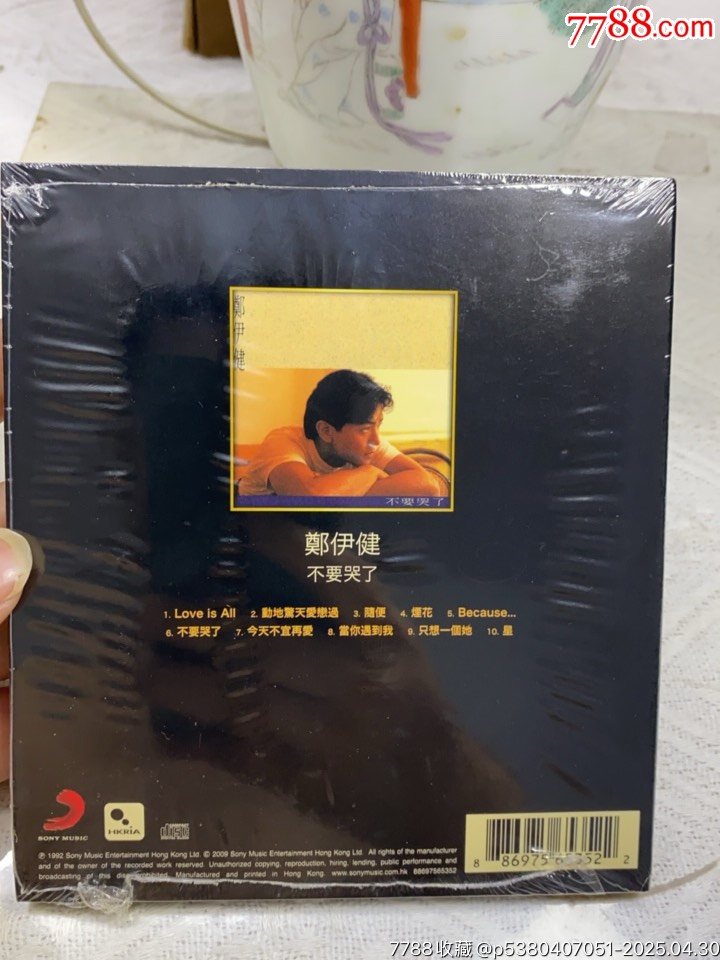 7788.com
鄭伊健
不要哭了
鄭伊健
不要哭了
1. Love is All 2. 動地驚天愛戀過 3. 隨便 4. 煙花 5. Because...
6. 不要哭了 7. 今天不宜再愛 8. 當你遇到我 9. 只想一個她 10. 星
SONY MUSIC
HKRIA
℗ 1992 Sony Music Entertainment Hong Kong Ltd. © 2009 Sony Music Entertainment Hong Kong Ltd. All rights of the manufacturer
and of the owner of the recorded work reserved. Unauthorized copying, reproduction, hiring, lending, public performance and
broadcasting of this disc prohibited. Manufactured and printed in Hong Kong. www.sonymusic.com.hk 88697565352
8 86975 65352 2
7788收藏@p5380407051-2025.04.30